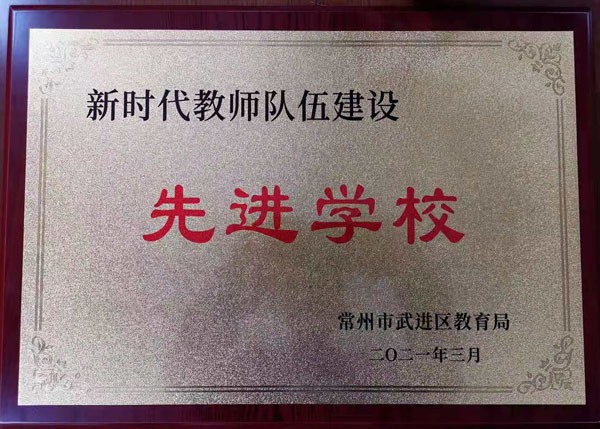 新时代教师队伍建设
先进学校
常州市武进区教育局
二〇二一年三月